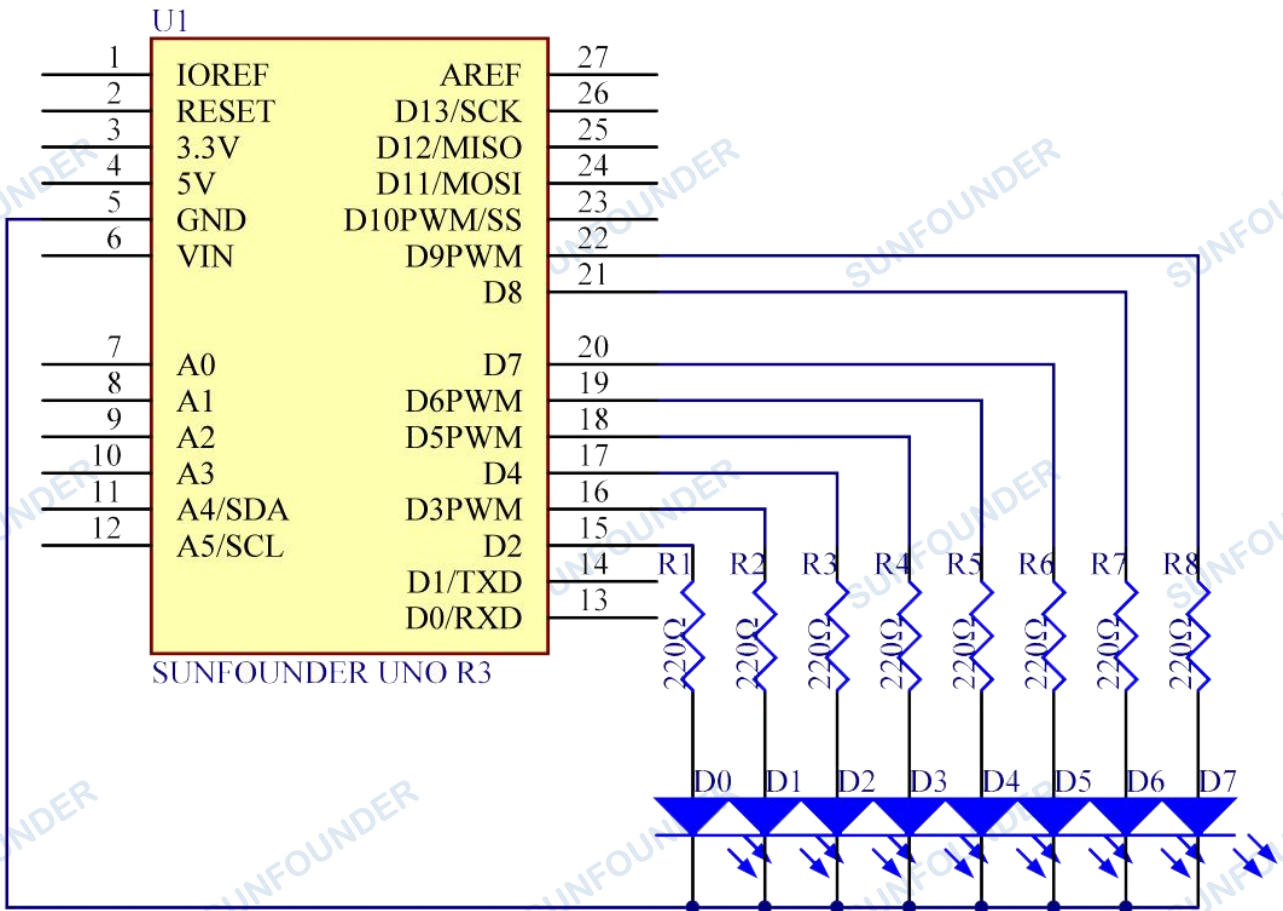 U1
1 IOREF AREF 27
2 RESET D13/SCK 26
3 3.3V D12/MISO 25
4 5V D11/MOSI 24
5 GND D10PWM/SS 23
6 VIN D9PWM 22
D8 21
7 A0 D7 20
8 A1 D6PWM 19
9 A2 D5PWM 18
10 A3 D4 17
11 A4/SDA D3PWM 16
12 A5/SCL D2 15
D1/TXD 14
D0/RXD 13
SUNFOUNDER UNO R3
R1 R2 R3 R4 R5 R6 R7 R8
220Ω 220Ω 220Ω 220Ω 220Ω 220Ω 220Ω 220Ω
D0 D1 D2 D3 D4 D5 D6 D7
SUNFOUNDER